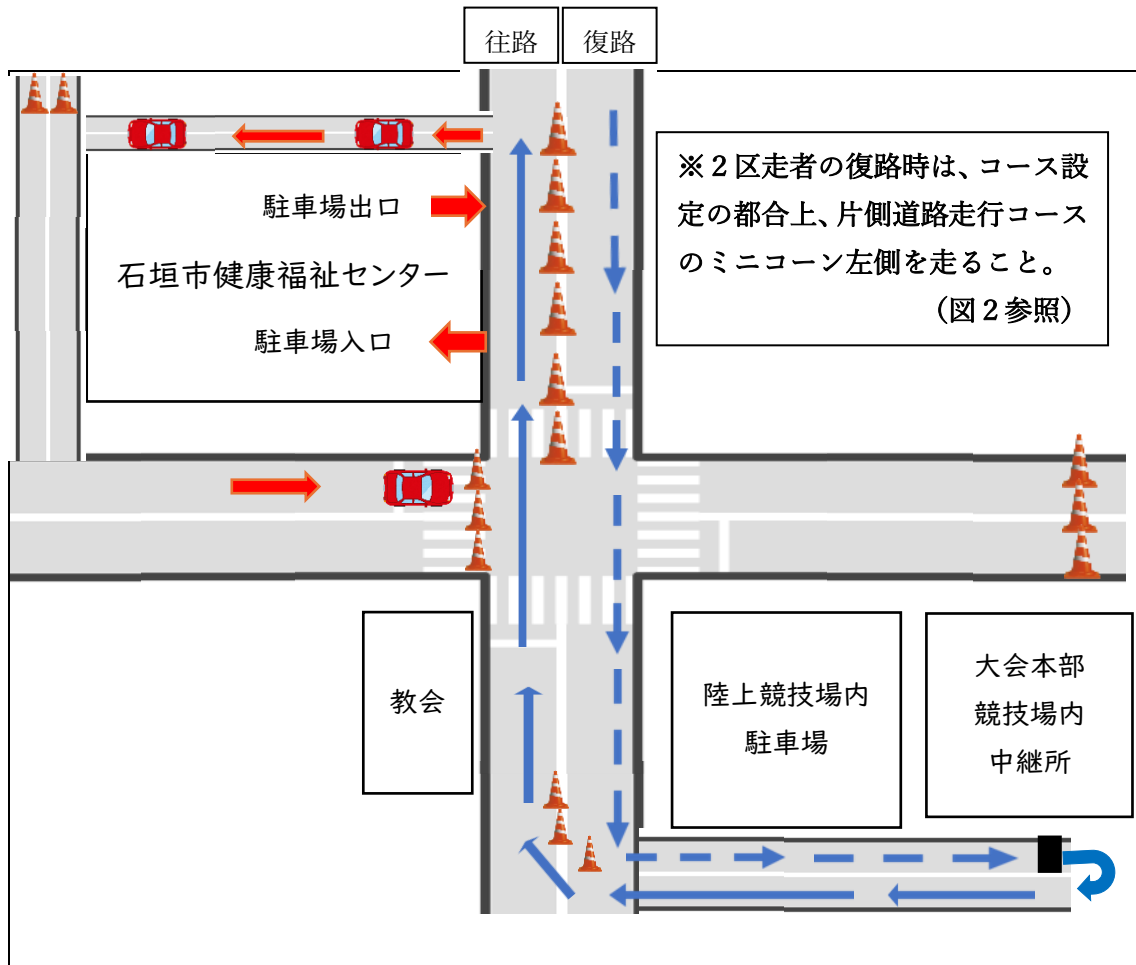 往路
復路
※２区走者の復路時は、コース設
定の都合上、片側道路走行コース
のミニコーン左側を走ること。
（図２参照）
駐車場出口
石垣市健康福祉センター
駐車場入口
教会
陸上競技場内
駐車場
大会本部
競技場内
中継所